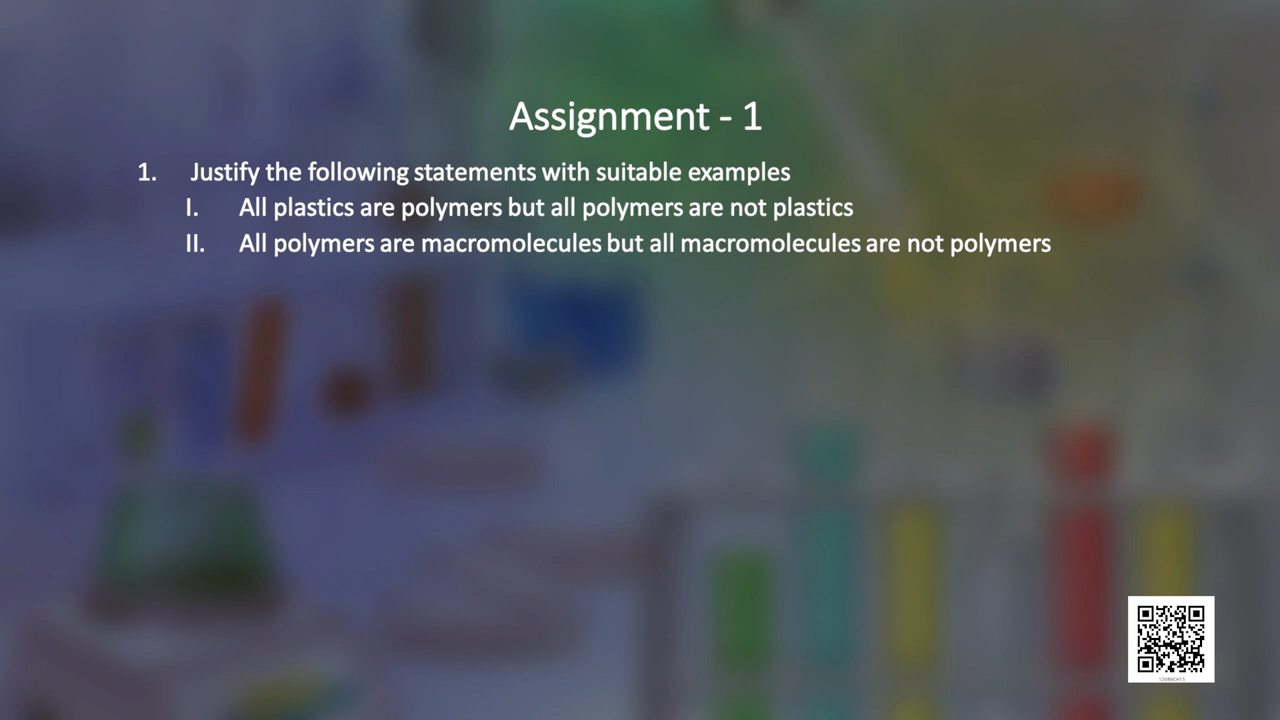 Assignment - 1
1. Justify the following statements with suitable examples
I. All plastics are polymers but all polymers are not plastics
II. All polymers are macromolecules but all macromolecules are not polymers